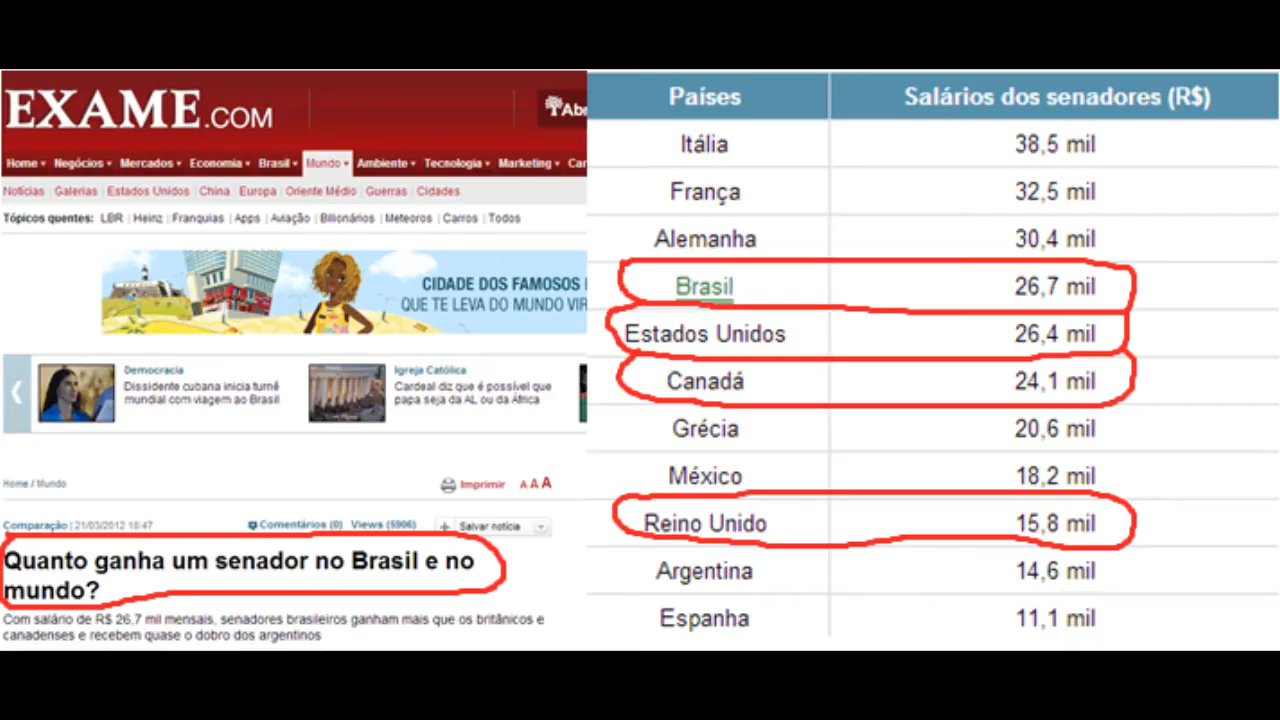 EXAME.COM
Abr
Home Negócios Mercados Economia Brasil Mundo Ambiente Tecnologia Marketing Car
Notícias Galerias Estados Unidos China Europa Oriente Médio Guerras Cidades
Tópicos quentes: LBR Heinz Franquias Apps Aviação Bilionários Meteoros Carros Todos
CIDADE DOS FAMOSOS
QUE TE LEVA DO MUNDO VIR
Democracia
Dissidente cubana inicia turnê
mundial com viagem ao Brasil
Igreja Católica
Cardeal diz que é possível que
papa seja da AL ou da África
Home / Mundo
Imprimir A A A
Comparação | 21/03/2012 18:47
Comentários (0) Views (5906) + Salvar notícia
Quanto ganha um senador no Brasil e no
mundo?
Com salário de R$ 26,7 mil mensais, senadores brasileiros ganham mais que os britânicos e
canadenses e recebem quase o dobro dos argentinos
Países Salários dos senadores (R$)
Itália 38,5 mil
França 32,5 mil
Alemanha 30,4 mil
Brasil 26,7 mil
Estados Unidos 26,4 mil
Canadá 24,1 mil
Grécia 20,6 mil
México 18,2 mil
Reino Unido 15,8 mil
Argentina 14,6 mil
Espanha 11,1 mil